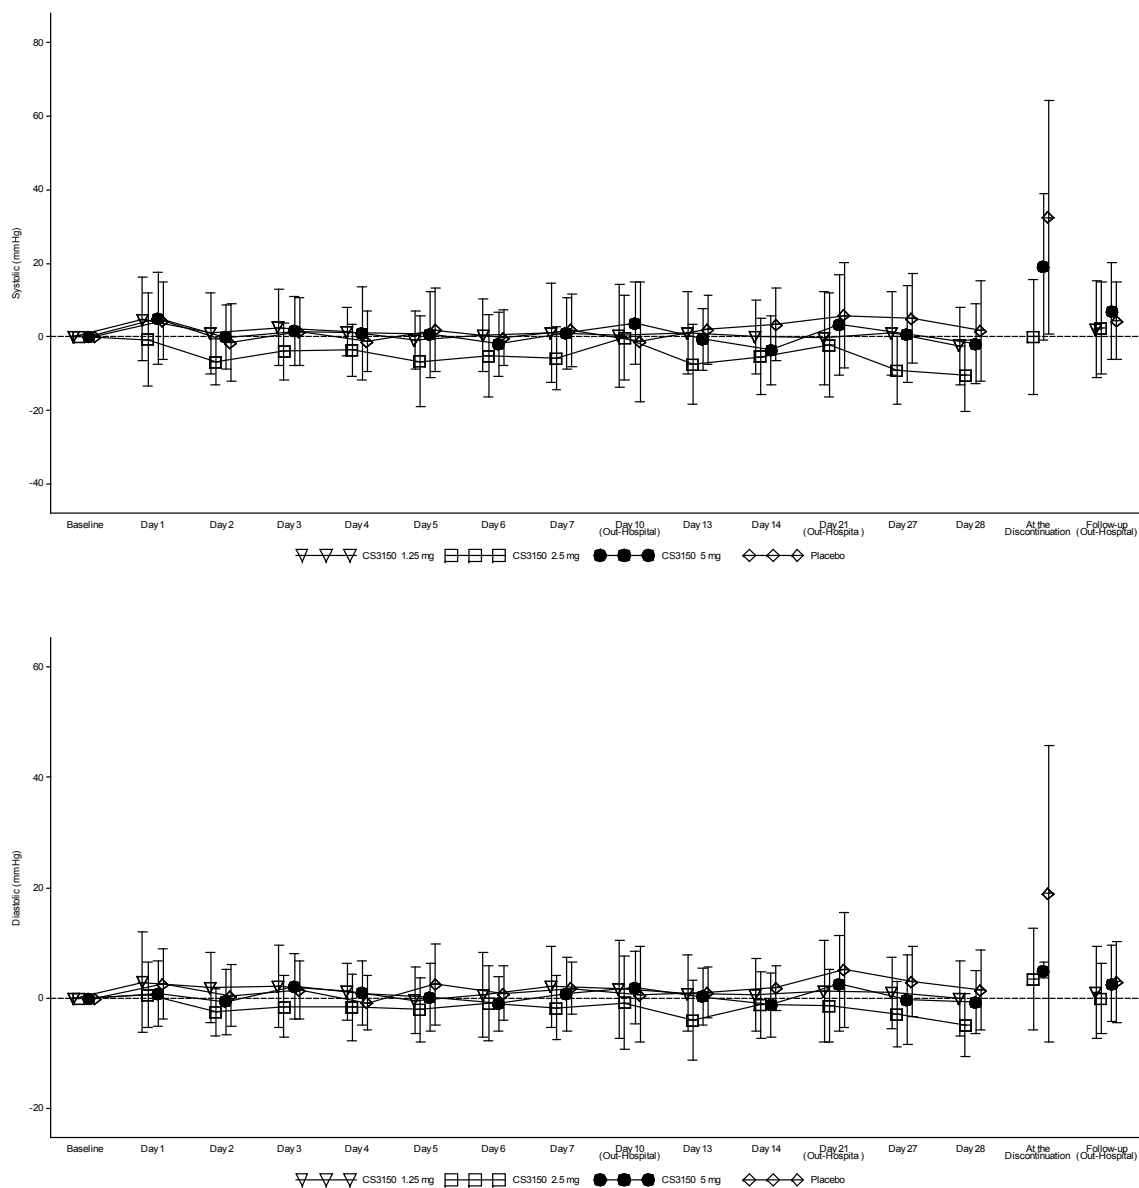 80
60
40
20
0
-20
-40
Systolic (mmHg)
Baseline Day 1 Day 2 Day 3 Day 4 Day 5 Day 6 Day 7 Day 10 Day 13 Day 14 Day 21 Day 27 Day 28 At the Follow-up
(Out-Hospital) (Out-Hospita) Discontinuation (Out-Hospital)
CS3150 1.25 mg CS3150 2.5 mg CS3150 5 mg Placebo
60
40
20
0
-20
Diastolic (mmHg)
Baseline Day 1 Day 2 Day 3 Day 4 Day 5 Day 6 Day 7 Day 10 Day 13 Day 14 Day 21 Day 27 Day 28 At the Follow-up
(Out-Hospital) (Out-Hospita) Discontinuation (Out-Hospital)
CS3150 1.25 mg CS3150 2.5 mg CS3150 5 mg Placebo